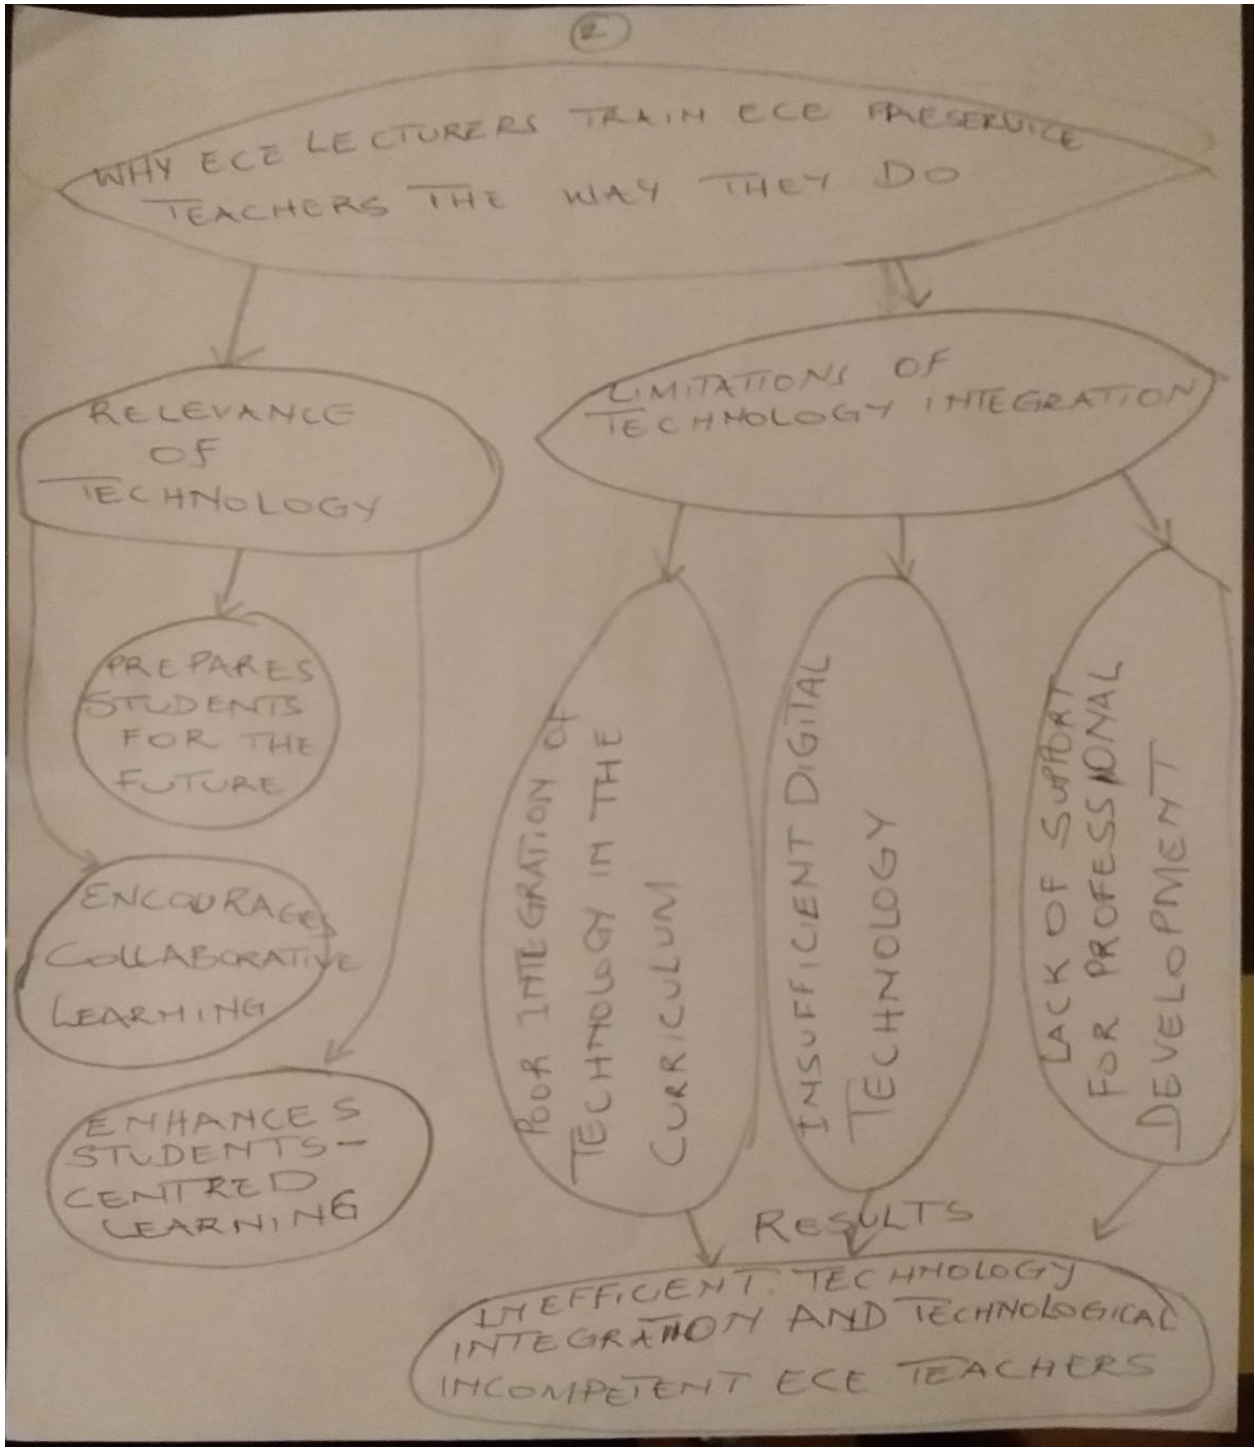 2
WHY ECE LECTURERS TRAIN ECE PRESERVICE
TEACHERS THE WAY THEY DO
RELEVANCE
OF
TECHNOLOGY
LIMITATIONS OF
TECHNOLOGY INTEGRATION
PREPARES
STUDENTS
FOR THE
FUTURE
ENCOURAGES
COLLABORATIVE
LEARNING
ENHANCES
STUDENTS-
CENTRED
LEARNING
POOR INTEGRATION OF
TECHNOLOGY IN THE
CURRICULUM
INSUFFICIENT DIGITAL
TECHNOLOGY
LACK OF SUPPORT
FOR PROFESSIONAL
DEVELOPMENT
RESULTS
INEFFICIENT TECHNOLOGY
INTEGRATION AND TECHNOLOGICAL
INCOMPETENT ECE TEACHERS